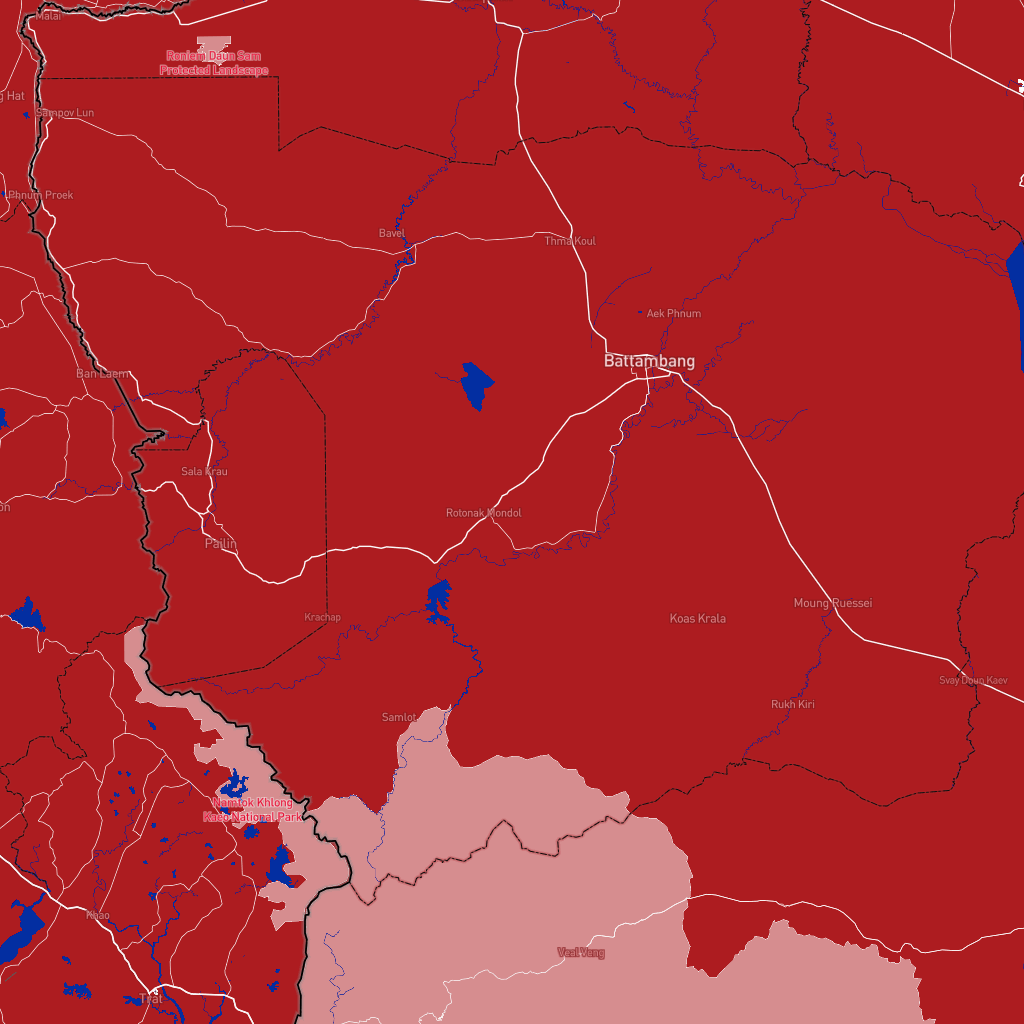 Malai
Roniem Daun Sam
Protected Landscape
g Hat
Sampov Lun
Phnum Proek
Bavel
Thma Koul
Aek Phnum
Battambang
Ban Laem
Sala Krau
Rotonak Mondol
Pailin
Krachap
Koas Krala
Moung Ruessei
Svay Doun Kaev
Rukh Kiri
Samlot
Namtok Khlong
Kaeo National Park
Khao
Veal Veng
Trat